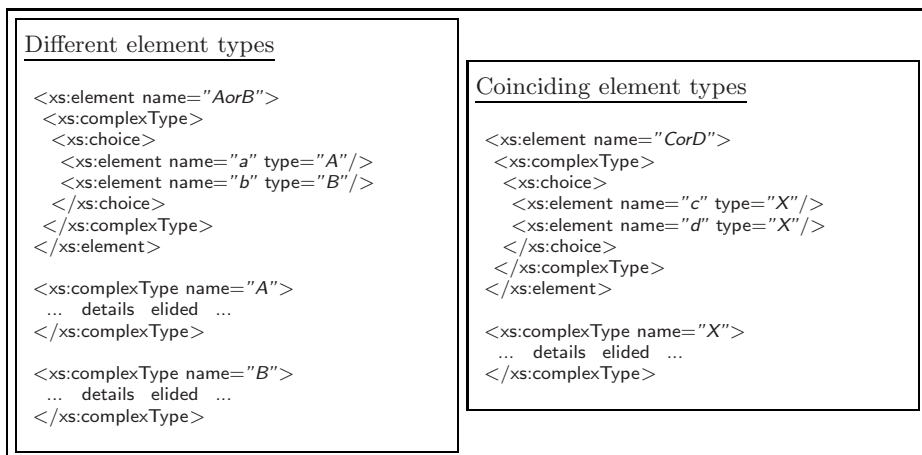 Different element types
<xs:element name="AorB">
<xs:complexType>
<xs:choice>
<xs:element name="a" type="A"/>
<xs:element name="b" type="B"/>
</xs:choice>
</xs:complexType>
</xs:element>
<xs:complexType name="A">
... details elided ...
</xs:complexType>
<xs:complexType name="B">
... details elided ...
</xs:complexType>
Coinciding element types
<xs:element name="CorD">
<xs:complexType>
<xs:choice>
<xs:element name="c" type="X"/>
<xs:element name="d" type="X"/>
</xs:choice>
</xs:complexType>
</xs:element>
<xs:complexType name="X">
... details elided ...
</xs:complexType>